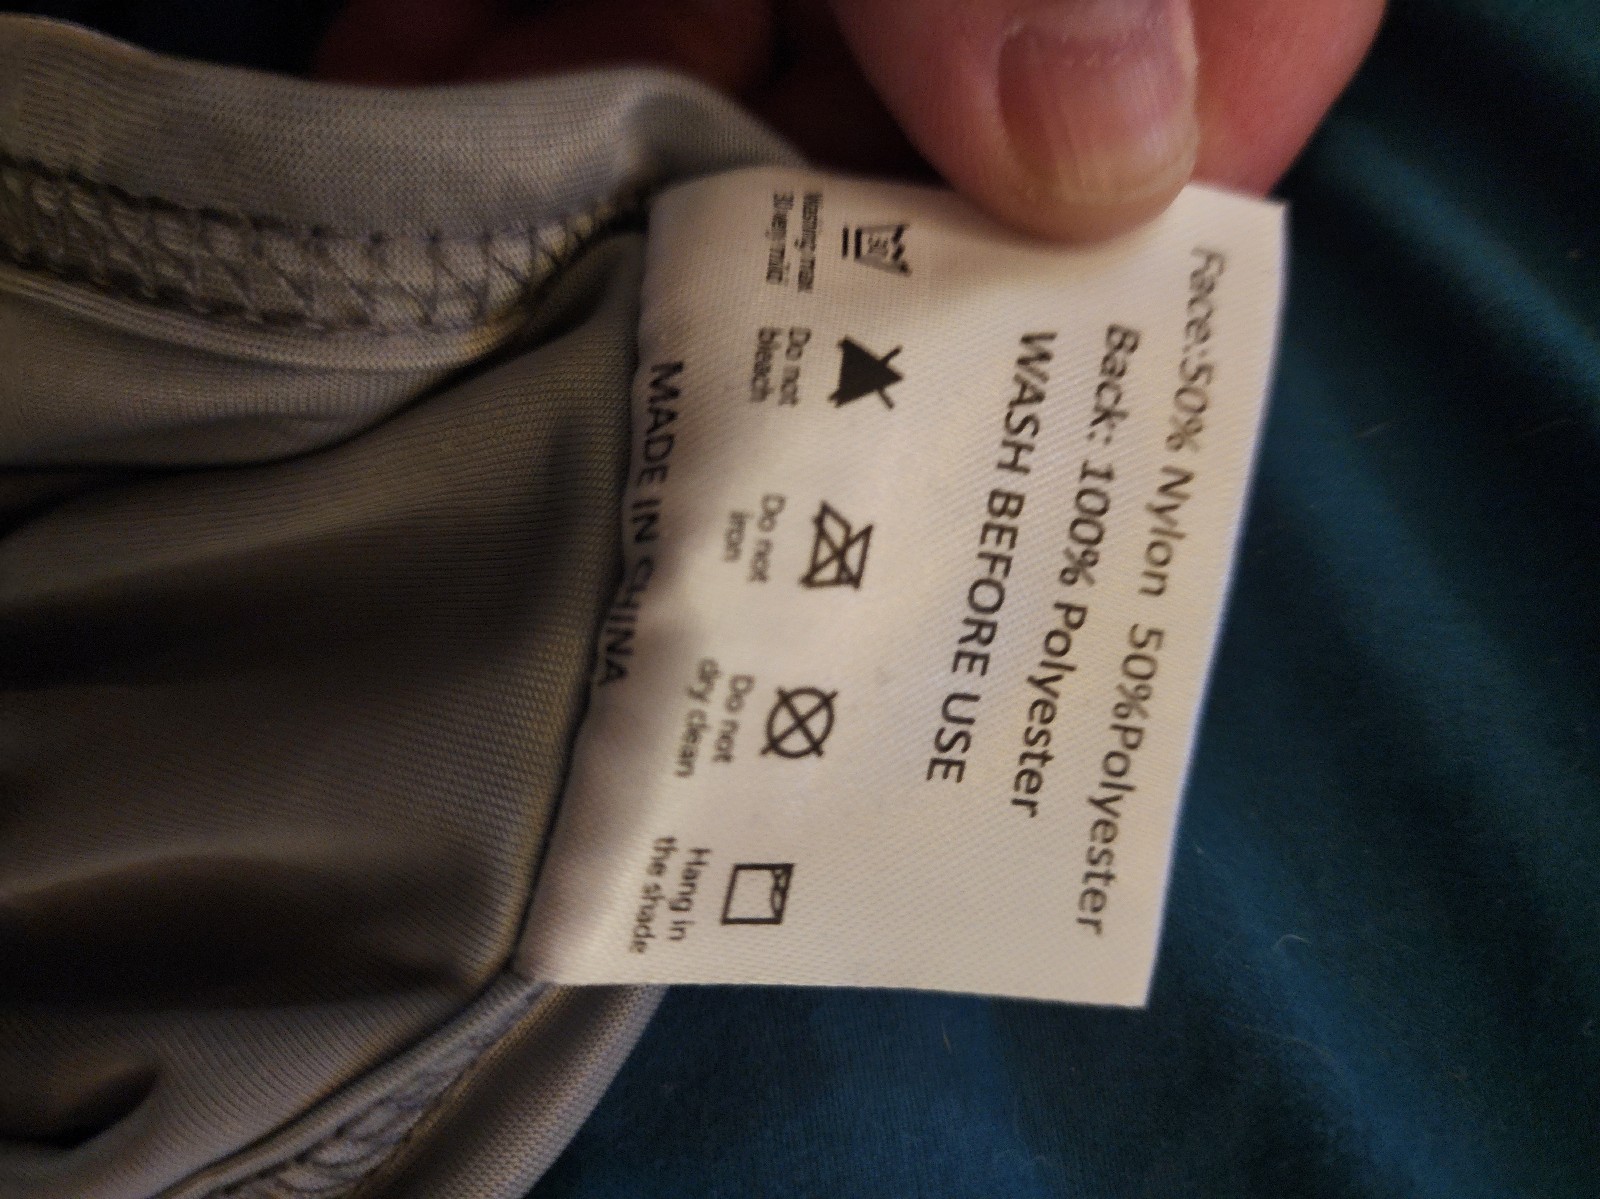 Face:50% Nylon 50%Polyester
Back: 100% Polyester
WASH BEFORE USE
30
Do not
bleach
Do not
iron
Do not
dry clean
Hang in
the shade
MADE IN CHINA